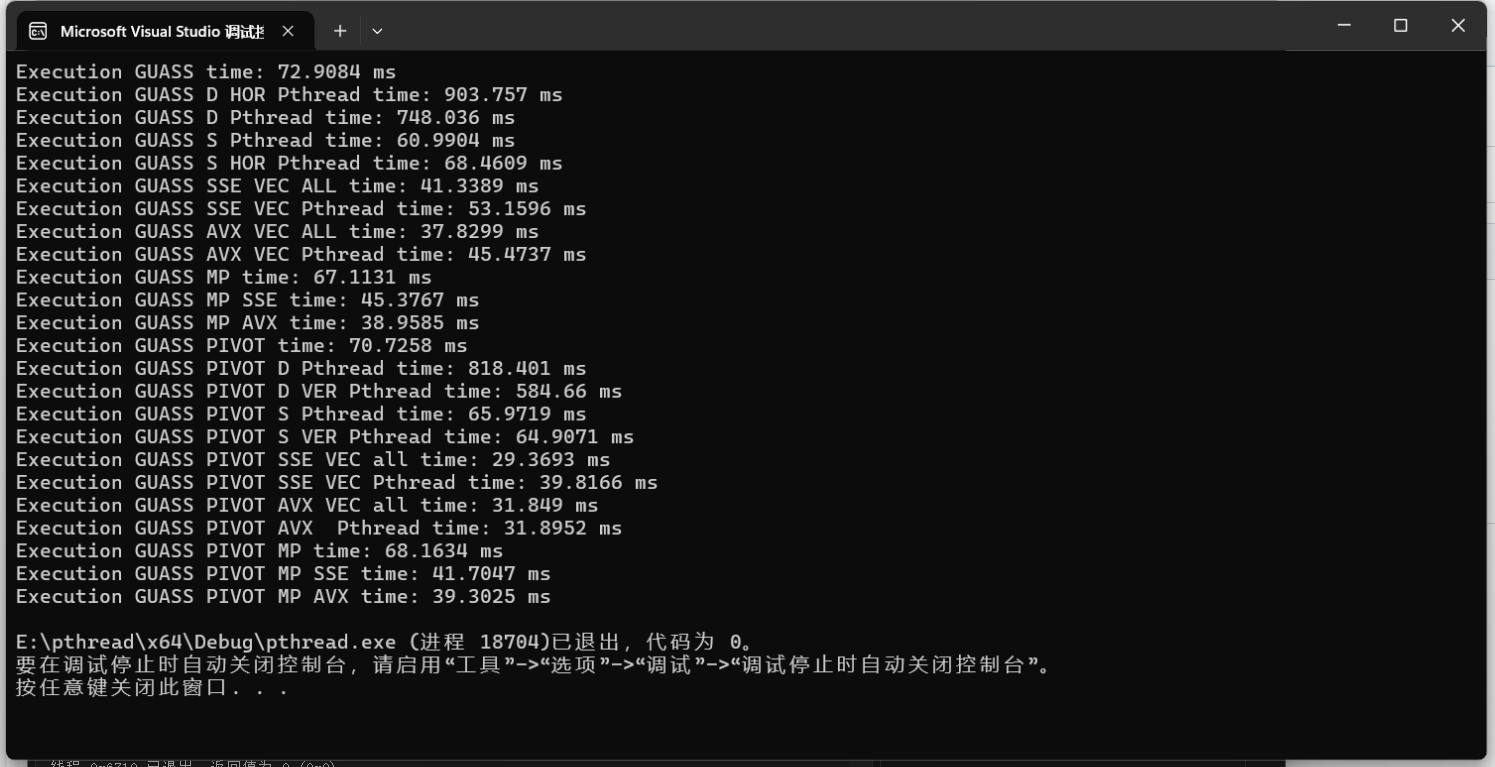 Microsoft Visual Studio 调试控
Execution GUASS time: 72.9084 ms
Execution GUASS D HOR Pthread time: 903.757 ms
Execution GUASS D Pthread time: 748.036 ms
Execution GUASS S Pthread time: 60.9904 ms
Execution GUASS S HOR Pthread time: 68.4609 ms
Execution GUASS SSE VEC ALL time: 41.3389 ms
Execution GUASS SSE VEC Pthread time: 53.1596 ms
Execution GUASS AVX VEC ALL time: 37.8299 ms
Execution GUASS AVX VEC Pthread time: 45.4737 ms
Execution GUASS MP time: 67.1131 ms
Execution GUASS MP SSE time: 45.3767 ms
Execution GUASS MP AVX time: 38.9585 ms
Execution GUASS PIVOT time: 70.7258 ms
Execution GUASS PIVOT D Pthread time: 818.401 ms
Execution GUASS PIVOT D VER Pthread time: 584.66 ms
Execution GUASS PIVOT S Pthread time: 65.9719 ms
Execution GUASS PIVOT S VER Pthread time: 64.9071 ms
Execution GUASS PIVOT SSE VEC all time: 29.3693 ms
Execution GUASS PIVOT SSE VEC Pthread time: 39.8166 ms
Execution GUASS PIVOT AVX VEC all time: 31.849 ms
Execution GUASS PIVOT AVX  Pthread time: 31.8952 ms
Execution GUASS PIVOT MP time: 68.1634 ms
Execution GUASS PIVOT MP SSE time: 41.7047 ms
Execution GUASS PIVOT MP AVX time: 39.3025 ms
E:\pthread\x64\Debug\pthread.exe (进程 18704)已退出，代码为 0。
要在调试停止时自动关闭控制台，请启用“工具”->“选项”->“调试”->“调试停止时自动关闭控制台”。
按任意键关闭此窗口. . .